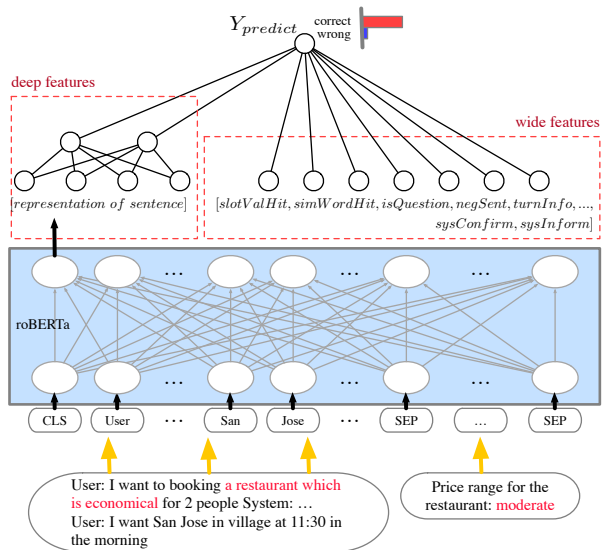 Y_predict
correct
wrong
deep features
wide features
[representation of sentence]
[slotValHit, simWordHit, isQuestion, negSent, turnInfo, ...,
sysConfirm, sysInform]
... ... ...
roBERTa
... ... ...
CLS User ... San Jose ... SEP ... SEP
User: I want to booking a restaurant which
is economical for 2 people System: …
User: I want San Jose in village at 11:30 in
the morning
Price range for the
restaurant: moderate